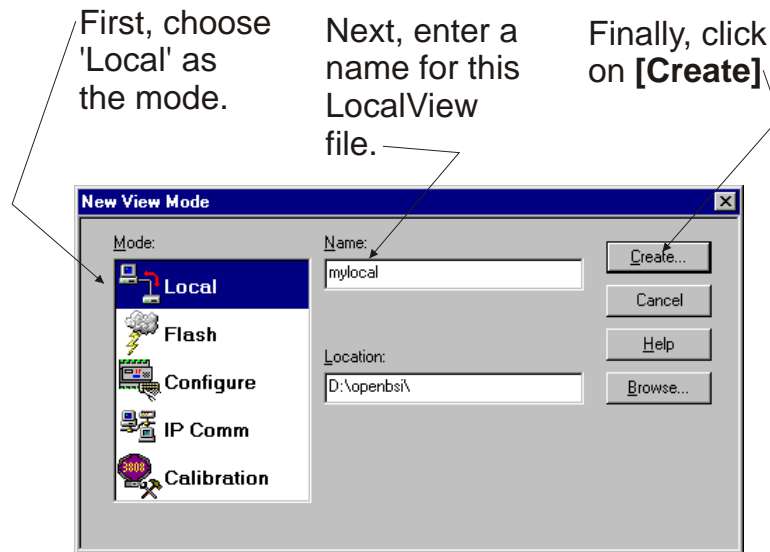 First, choose
'Local' as
the mode.
Next, enter a
name for this
LocalView
file.
Finally, click
on [Create]
New View Mode
Mode:
Local
Flash
Configure
IP Comm
3808
Calibration
Name:
mylocal
Location:
D:\openbsi\
Create...
Cancel
Help
Browse...